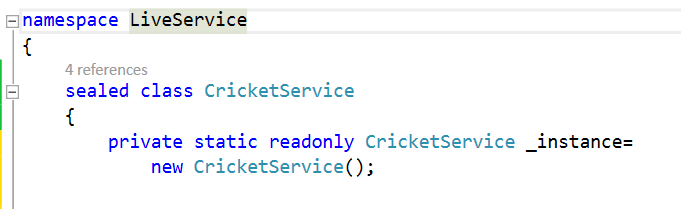 namespace LiveService
{
4 references
sealed class CricketService
{
private static readonly CricketService _instance=
new CricketService();